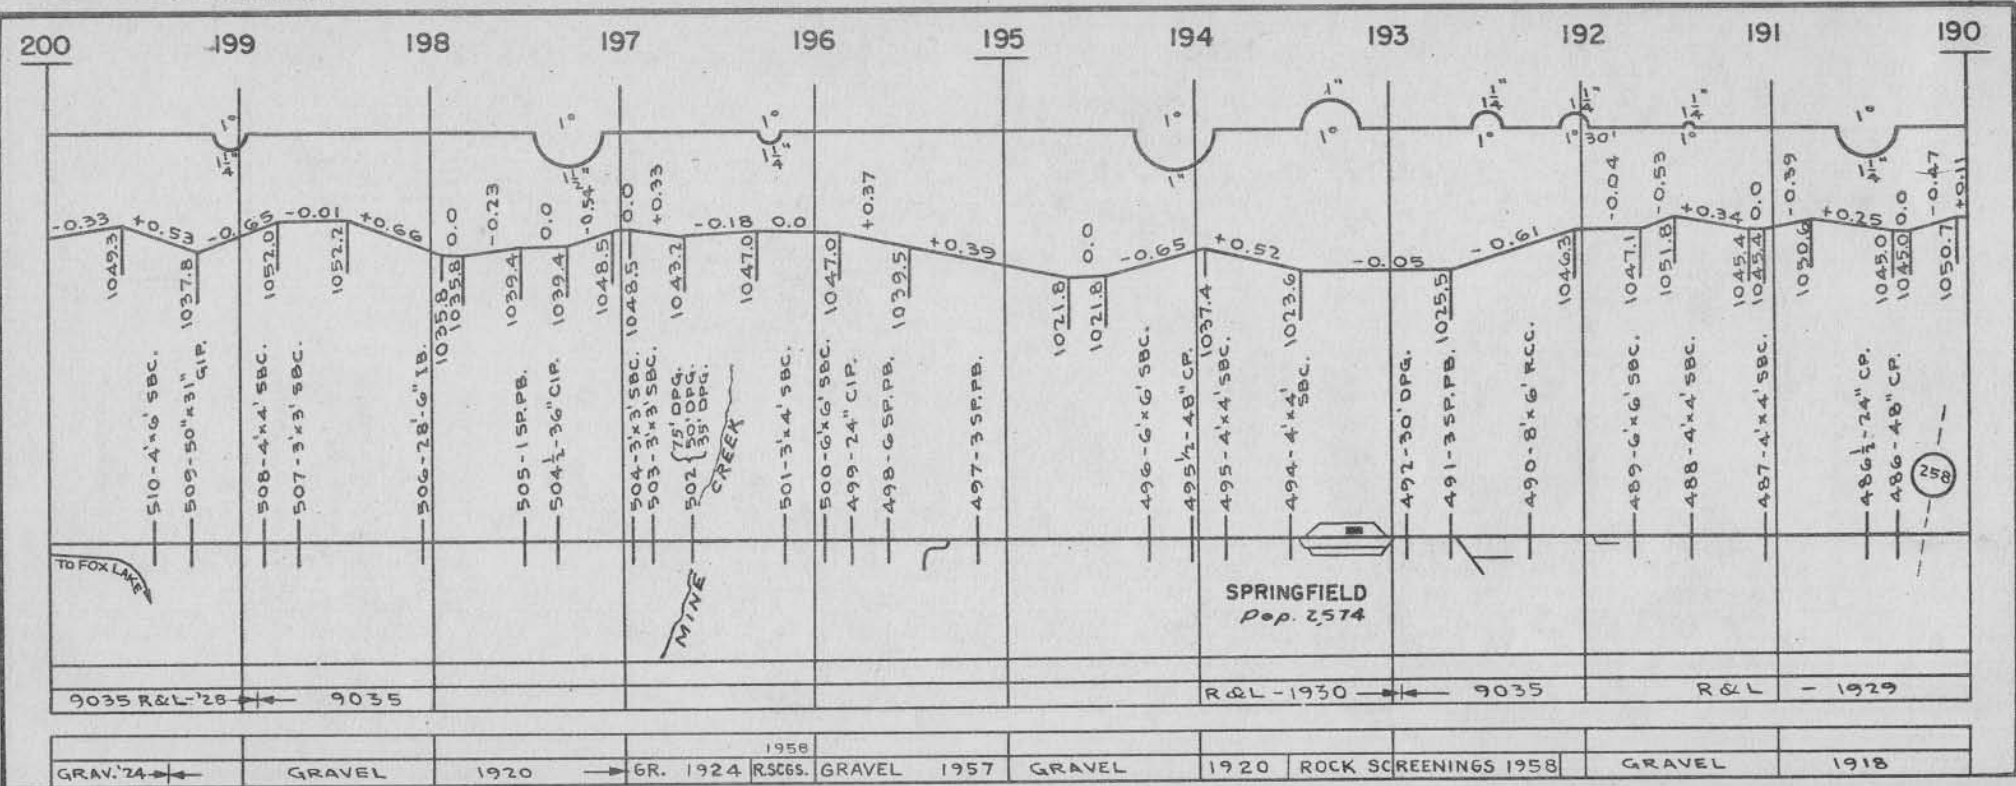 200 199 198 197 196 195 194 193 192 191 190
1° 1° 1° 1° 1° 1° 1° 1° 1°30' 1° 1°
1¼" 1½" 1¼" 1" 1" 1¼" 1¼" 1¼" 1¼"
-0.33 +0.53 -0.65 -0.01 +0.66 0.0 -0.23 0.0 -0.54 0.0 +0.33 -0.18 0.0 +0.37 +0.39 0.0 -0.65 +0.52 -0.05 -0.61 -0.04 -0.53 +0.34 0.0 -0.39 +0.25 0.0 -0.47 +0.11
1049.3 1037.8 1052.0 1052.2 1035.8 1035.8 1039.4 1039.4 1048.5 1048.5 1043.2 1047.0 1047.0 1039.5 1021.8 1021.8 1037.4 1023.6 1025.5 1046.3 1047.1 1051.8 1045.4 1045.4 1050.6 1045.0 1045.0 1050.7
510-4'x6' SBC.
509-50"x31" CIP.
508-4'x4' SBC.
507-3'x3' SBC.
506-28'-6" IB.
505-1 SP. PB.
504½-36" CIP.
504-3'x3' SBC.
503-3'x3' SBC.
502 {75' DPG. 50' DPG. 35' DPG.
MINE CREEK
501-3'x4' SBC.
500-6'x6' SBC.
499-24" CIP.
498-6 SP. PB.
497-3 SP. PB.
496-6'x6' SBC.
495½-48" CP.
495-4'x4' SBC.
494-4'x4' SBC.
492-30' DPG.
491-3 SP. PB.
490-8'x6' RCC.
489-6'x6' SBC.
488-4'x4' SBC.
487-4'x4' SBC.
486½-24" CP.
486-48" CP.
258
TO FOX LAKE
SPRINGFIELD
Pop. 2,574
9035 R&L-'28 9035 R&L-1930 9035 R&L - 1929
1958
GRAV.'24 GRAVEL 1920 GR. 1924 R.SCGS. GRAVEL 1957 GRAVEL 1920 ROCK SCREENINGS 1958 GRAVEL 1918